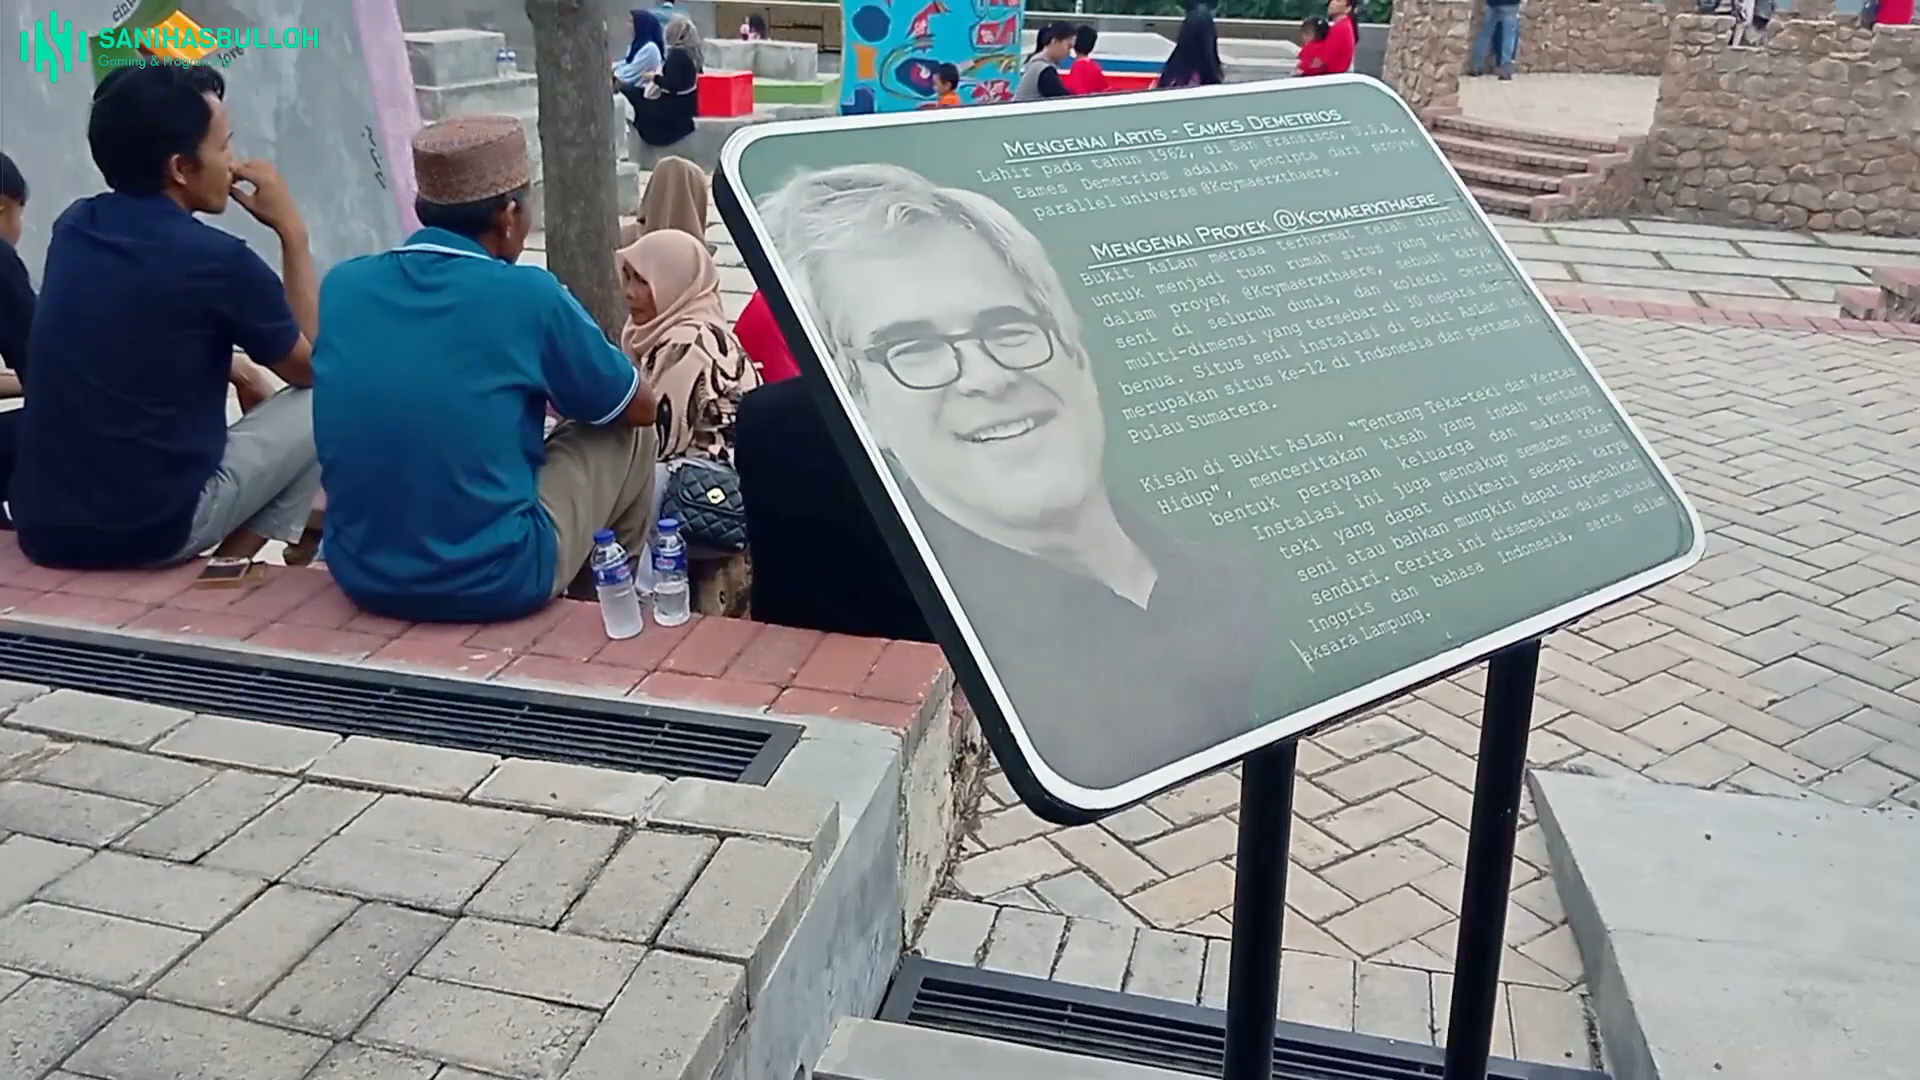 SANIHASBULLOH
Gaming & Programing
MENGENAI ARTIS - EAMES DEMETRIOS
Lahir pada tahun 1962, di San Fransisco, U.S.A.,
Eames Demetrios adalah pencipta dari proyek
parallel universe @Kcymaerxthaere.
MENGENAI PROYEK @KCYMAERXTHAERE
Bukit AsLan merasa terhormat telah dipilih
untuk menjadi tuan rumah situs yang ke-144
dalam proyek @Kcymaerxthaere, sebuah karya
seni di seluruh dunia, dan koleksi cerita
multi-dimensi yang tersebar di 30 negara dan
benua. Situs seni instalasi di Bukit AsLan ini
merupakan situs ke-12 di Indonesia dan pertama di
Pulau Sumatera.
Kisah di Bukit AsLan, "Tentang Teka-teki dan Kertas
Hidup", menceritakan kisah yang indah tentang
bentuk perayaan keluarga dan maknanya.
Instalasi ini juga mencakup semacam teka-
teki yang dapat dinikmati sebagai karya
seni atau bahkan mungkin dapat dipecahkan
sendiri. Cerita ini disampaikan dalam bahasa
Inggris dan bahasa Indonesia, serta dalam
aksara Lampung.